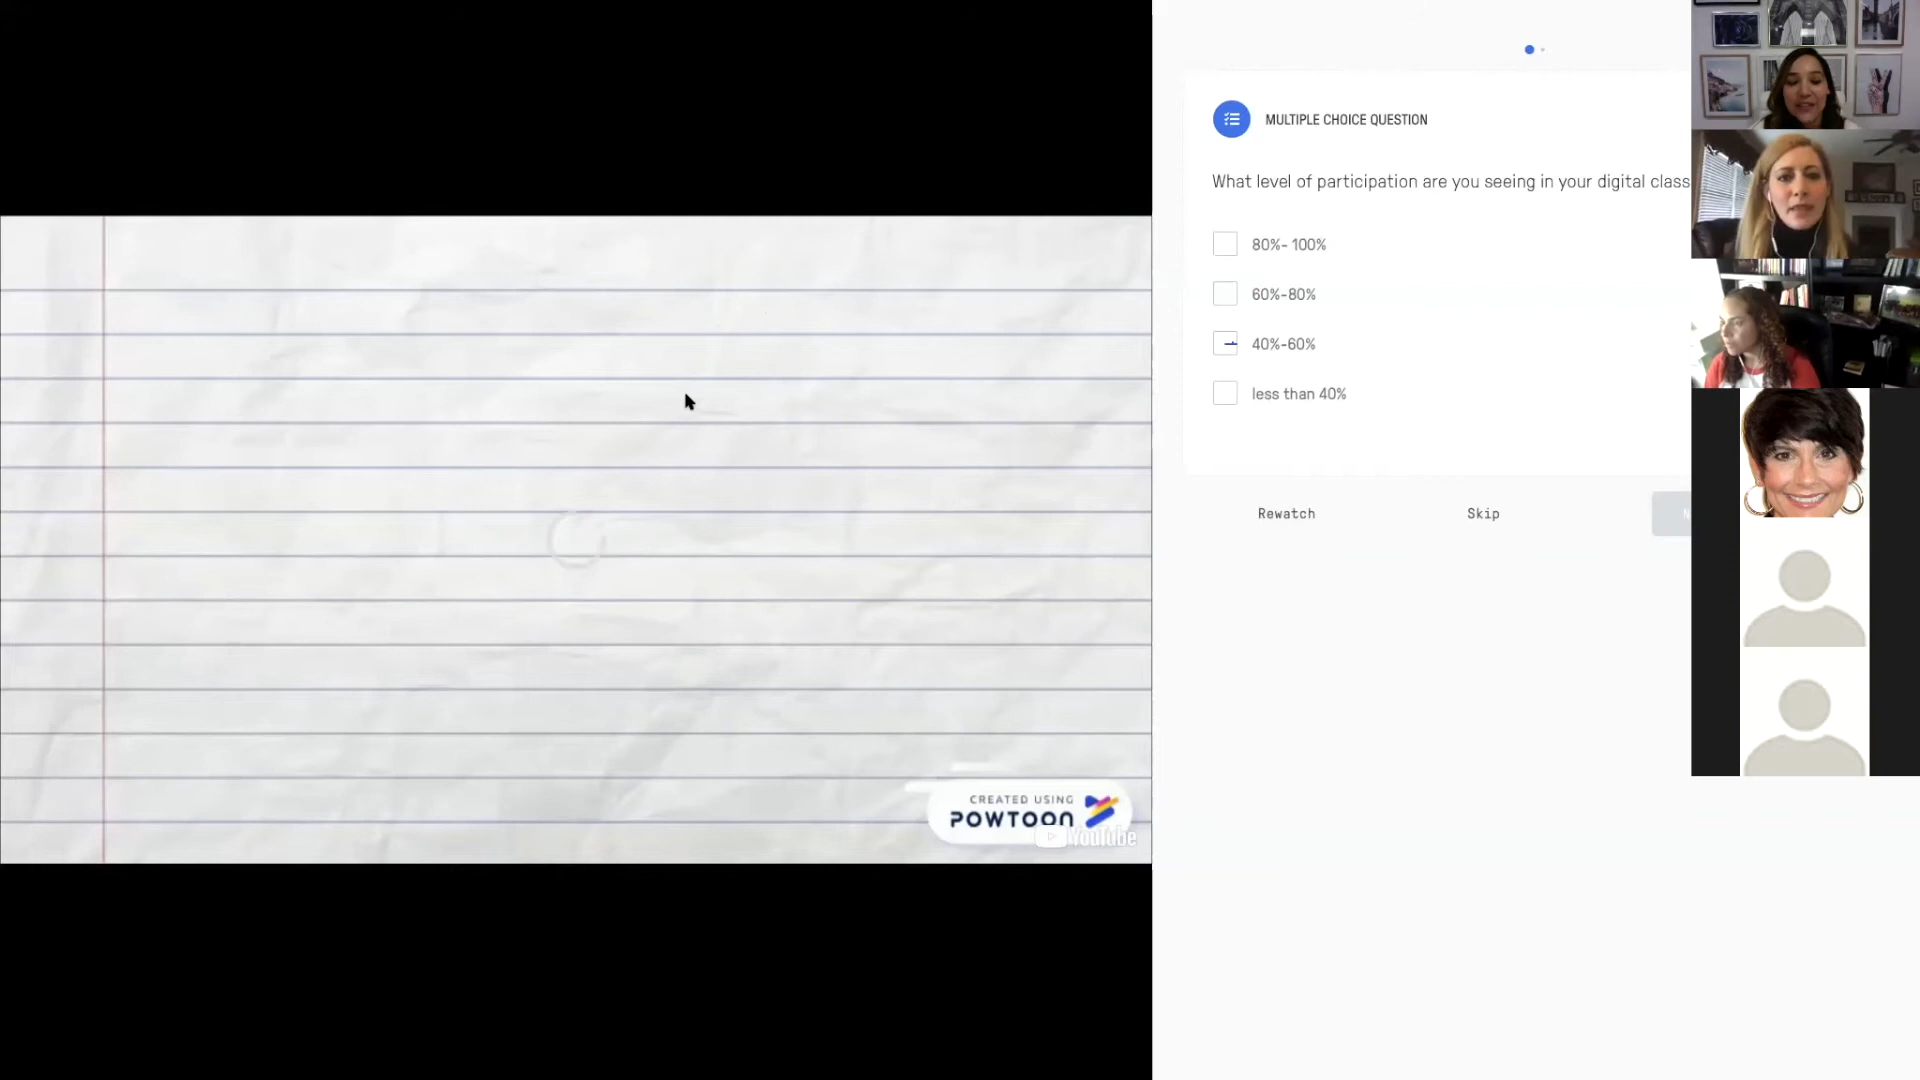 MULTIPLE CHOICE QUESTION
What level of participation are you seeing in your digital class
80%- 100%
60%-80%
40%-60%
less than 40%
Rewatch
Skip
CREATED USING
POWTOON
YouTube